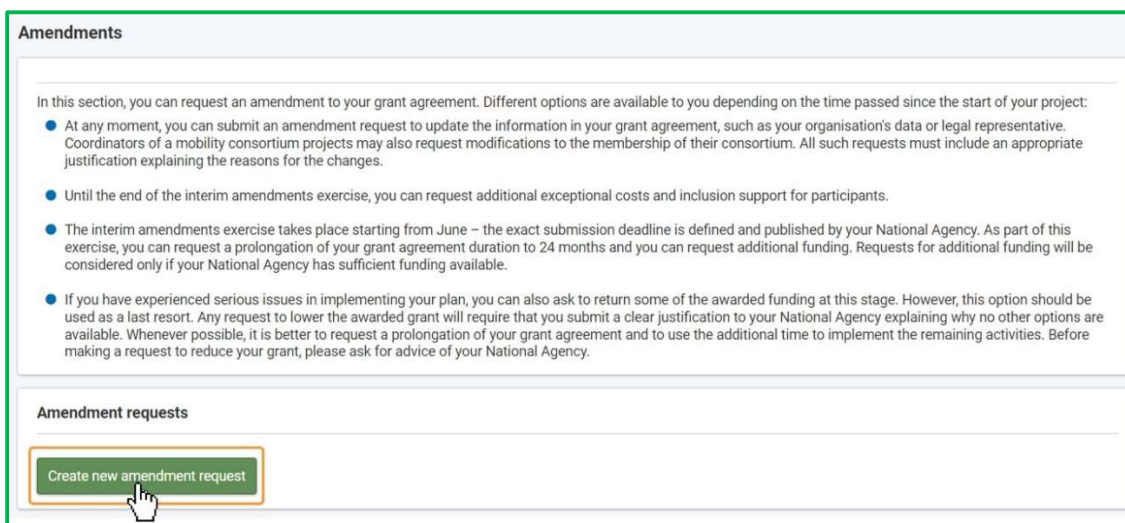 Amendments
In this section, you can request an amendment to your grant agreement. Different options are available to you depending on the time passed since the start of your project:
At any moment, you can submit an amendment request to update the information in your grant agreement, such as your organisation's data or legal representative.
Coordinators of a mobility consortium projects may also request modifications to the membership of their consortium. All such requests must include an appropriate
justification explaining the reasons for the changes.
Until the end of the interim amendments exercise, you can request additional exceptional costs and inclusion support for participants.
The interim amendments exercise takes place starting from June – the exact submission deadline is defined and published by your National Agency. As part of this
exercise, you can request a prolongation of your grant agreement duration to 24 months and you can request additional funding. Requests for additional funding will be
considered only if your National Agency has sufficient funding available.
If you have experienced serious issues in implementing your plan, you can also ask to return some of the awarded funding at this stage. However, this option should be
used as a last resort. Any request to lower the awarded grant will require that you submit a clear justification to your National Agency explaining why no other options are
available. Whenever possible, it is better to request a prolongation of your grant agreement and to use the additional time to implement the remaining activities. Before
making a request to reduce your grant, please ask for advice of your National Agency.
Amendment requests
Create new amendment request